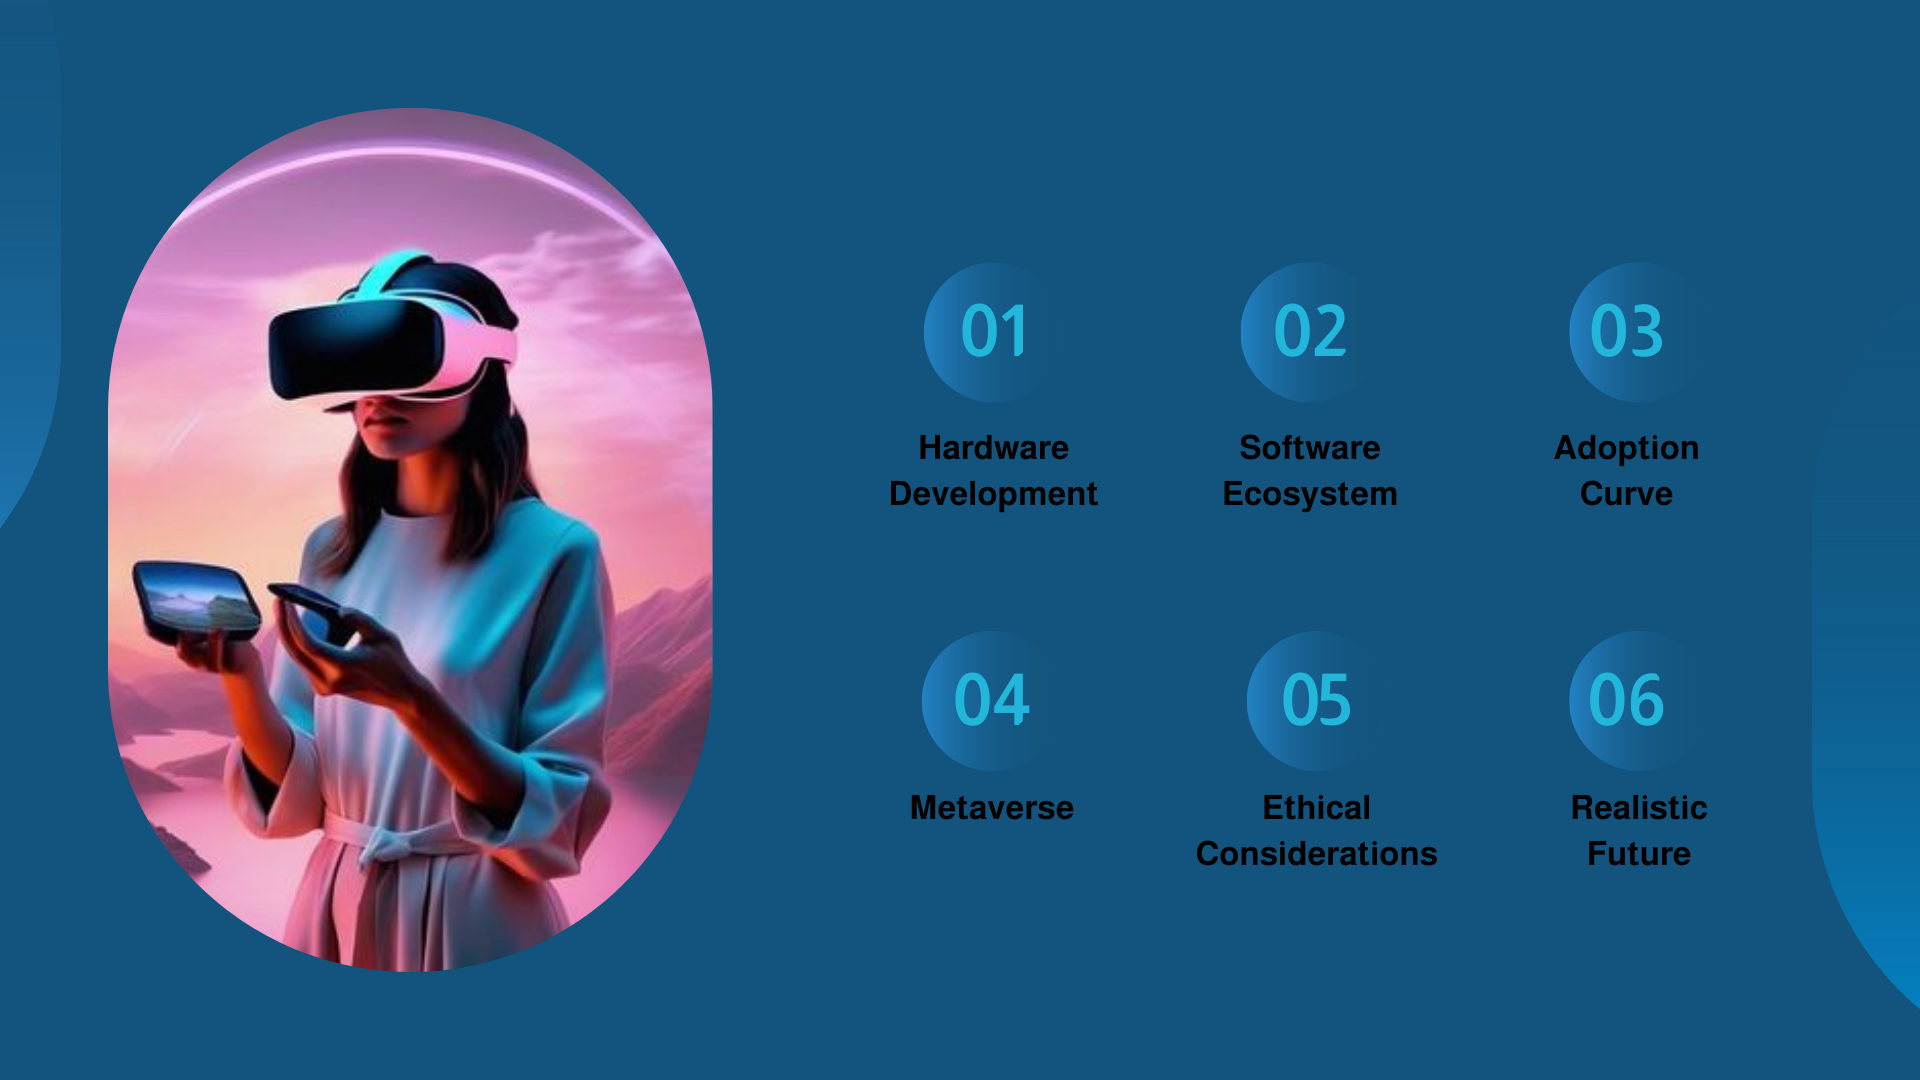 01
Hardware
Development
02
Software
Ecosystem
03
Adoption
Curve
04
Metaverse
05
Ethical
Considerations
06
Realistic
Future